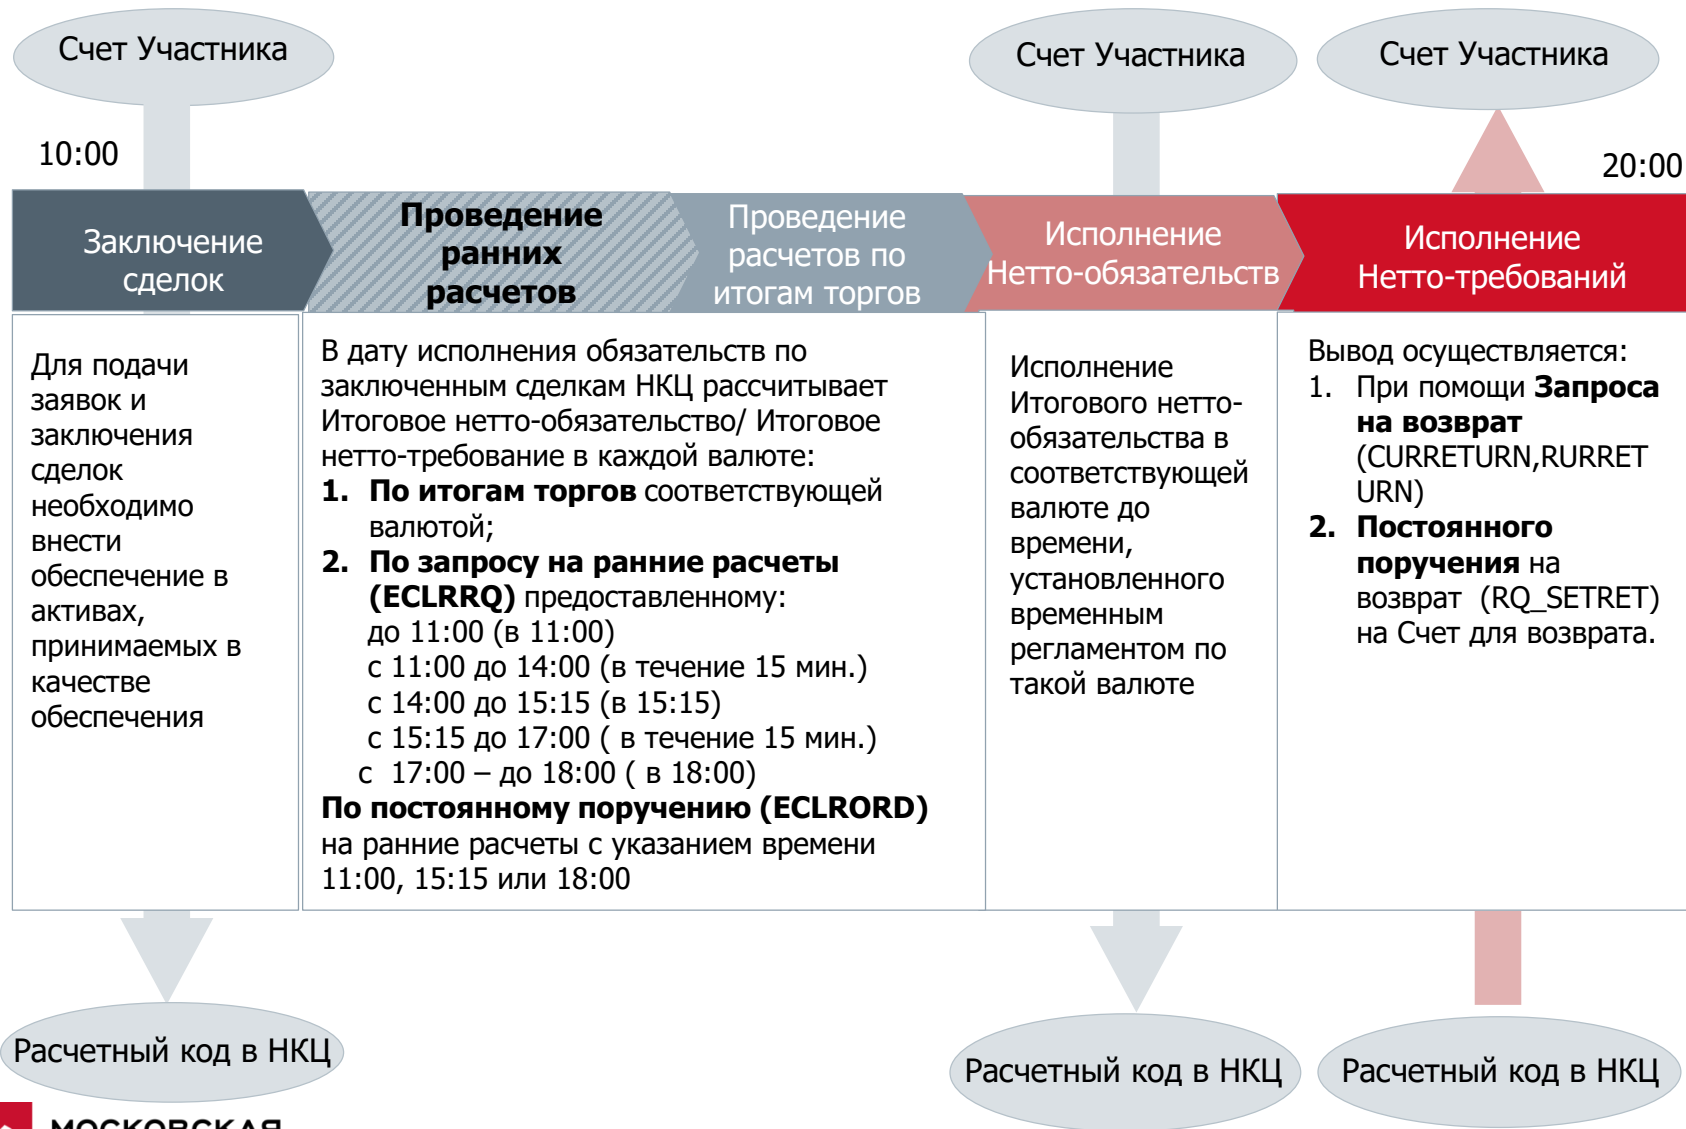 Счет Участника
Счет Участника
Счет Участника
10:00
20:00
Заключение
сделок
Проведение
ранних
расчетов
Проведение
расчетов по
итогам торгов
Исполнение
Нетто-обязательств
Исполнение
Нетто-требований
Для подачи
заявок и
заключения
сделок
необходимо
внести
обеспечение в
активах,
принимаемых в
качестве
обеспечения
В дату исполнения обязательств по
заключенным сделкам НКЦ рассчитывает
Итоговое нетто-обязательство/ Итоговое
нетто-требование в каждой валюте:
1. По итогам торгов соответствующей
валютой;
2. По запросу на ранние расчеты
(ECLRRQ) предоставленному:
до 11:00 (в 11:00)
с 11:00 до 14:00 (в течение 15 мин.)
с 14:00 до 15:15 (в 15:15)
с 15:15 до 17:00 ( в течение 15 мин.)
с 17:00 – до 18:00 ( в 18:00)
По постоянному поручению (ECLRORD)
на ранние расчеты с указанием времени
11:00, 15:15 или 18:00
Исполнение
Итогового нетто-
обязательства в
соответствующей
валюте до
времени,
установленного
временным
регламентом по
такой валюте
Вывод осуществляется:
1. При помощи Запроса
на возврат
(CURRETURN,RURRET
URN)
2. Постоянного
поручения на
возврат (RQ_SETRET)
на Счет для возврата.
Расчетный код в НКЦ
Расчетный код в НКЦ
Расчетный код в НКЦ
МОСКОВСКАЯ